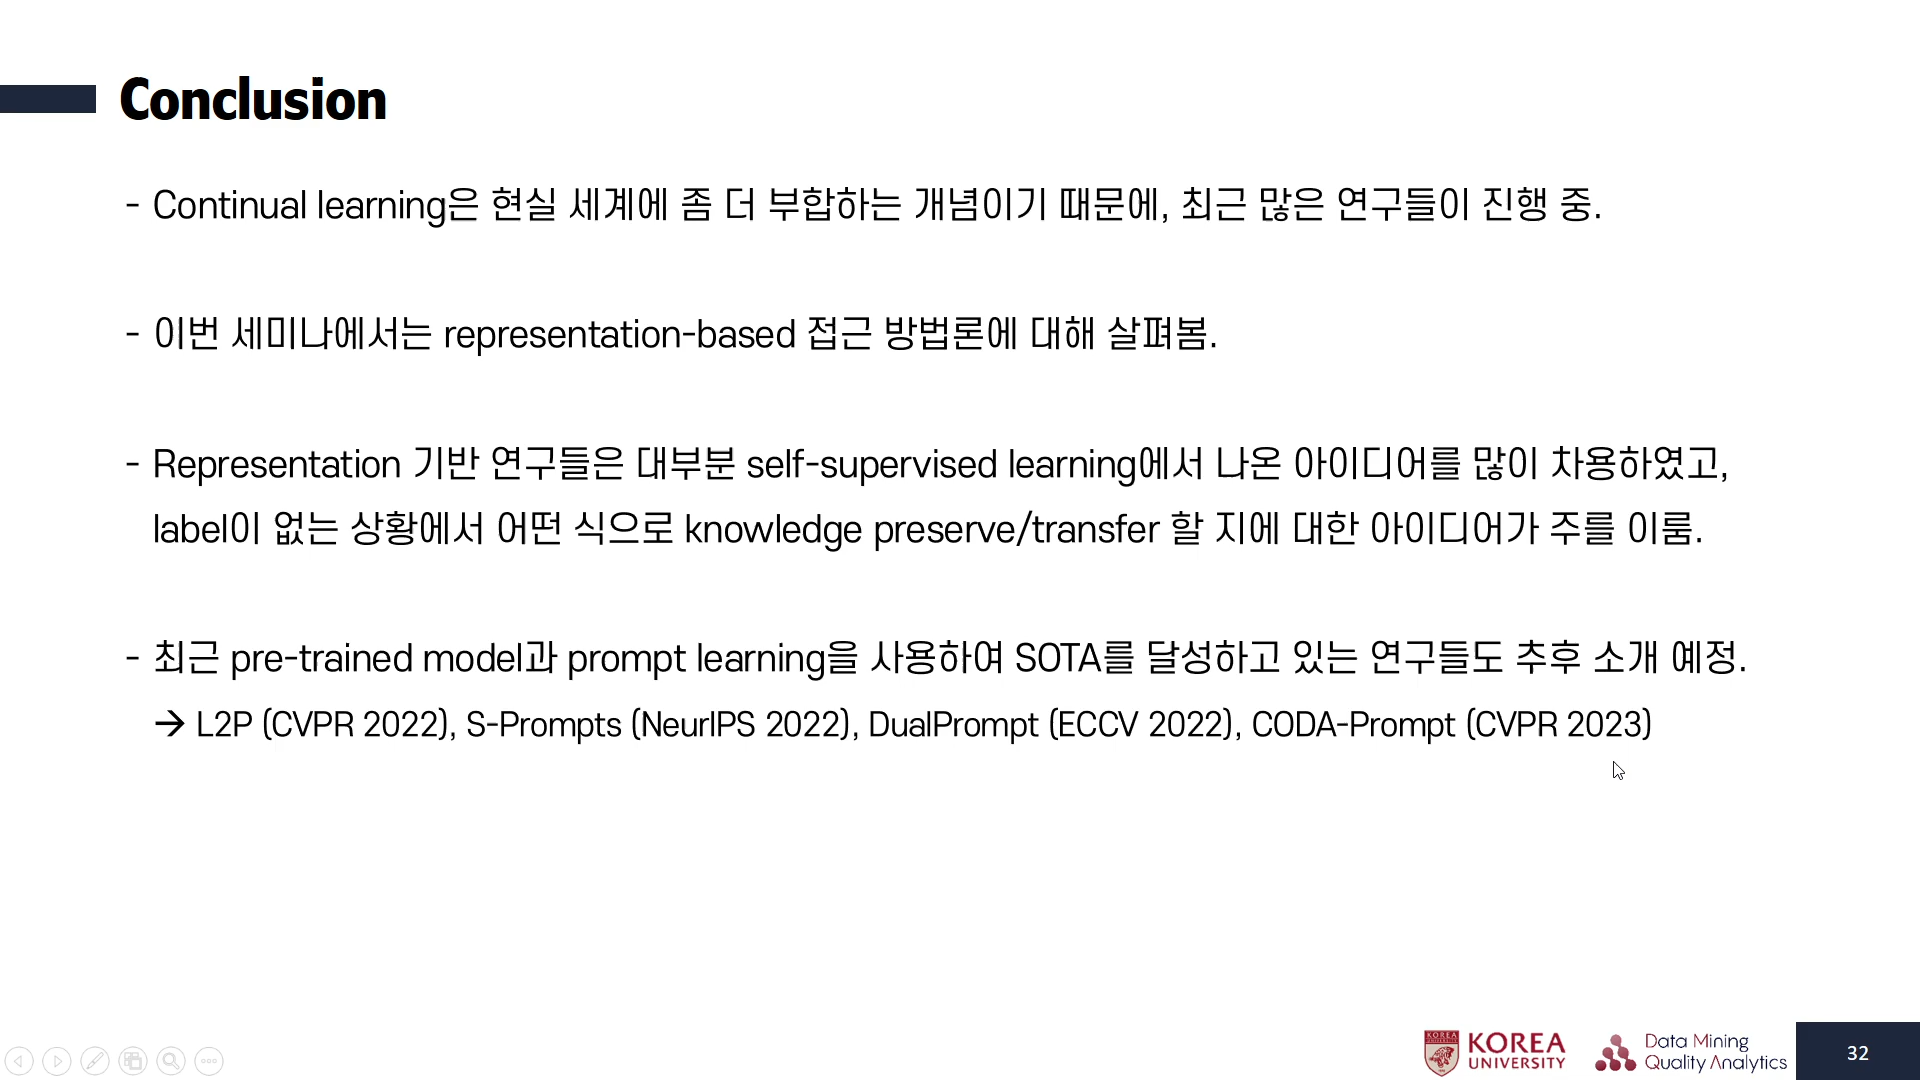 Conclusion
- Continual learning은 현실 세계에 좀 더 부합하는 개념이기 때문에, 최근 많은 연구들이 진행 중.
- 이번 세미나에서는 representation-based 접근 방법론에 대해 살펴봄.
- Representation 기반 연구들은 대부분 self-supervised learning에서 나온 아이디어를 많이 차용하였고,
label이 없는 상황에서 어떤 식으로 knowledge preserve/transfer 할 지에 대한 아이디어가 주를 이룸.
- 최근 pre-trained model과 prompt learning을 사용하여 SOTA를 달성하고 있는 연구들도 추후 소개 예정.
→ L2P (CVPR 2022), S-Prompts (NeurIPS 2022), DualPrompt (ECCV 2022), CODA-Prompt (CVPR 2023)
KOREA
UNIVERSITY
Data Mining
Quality Analytics
32